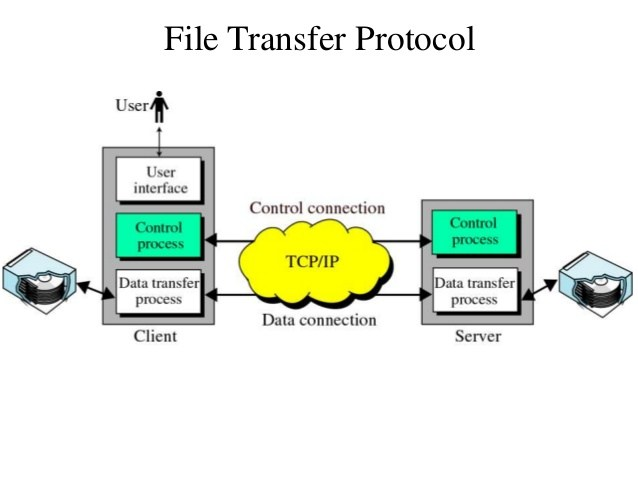 File Transfer Protocol
User
User
interface
Control connection
Control
process
Control
process
TCP/IP
Data transfer
process
Data transfer
process
Data connection
Client
Server